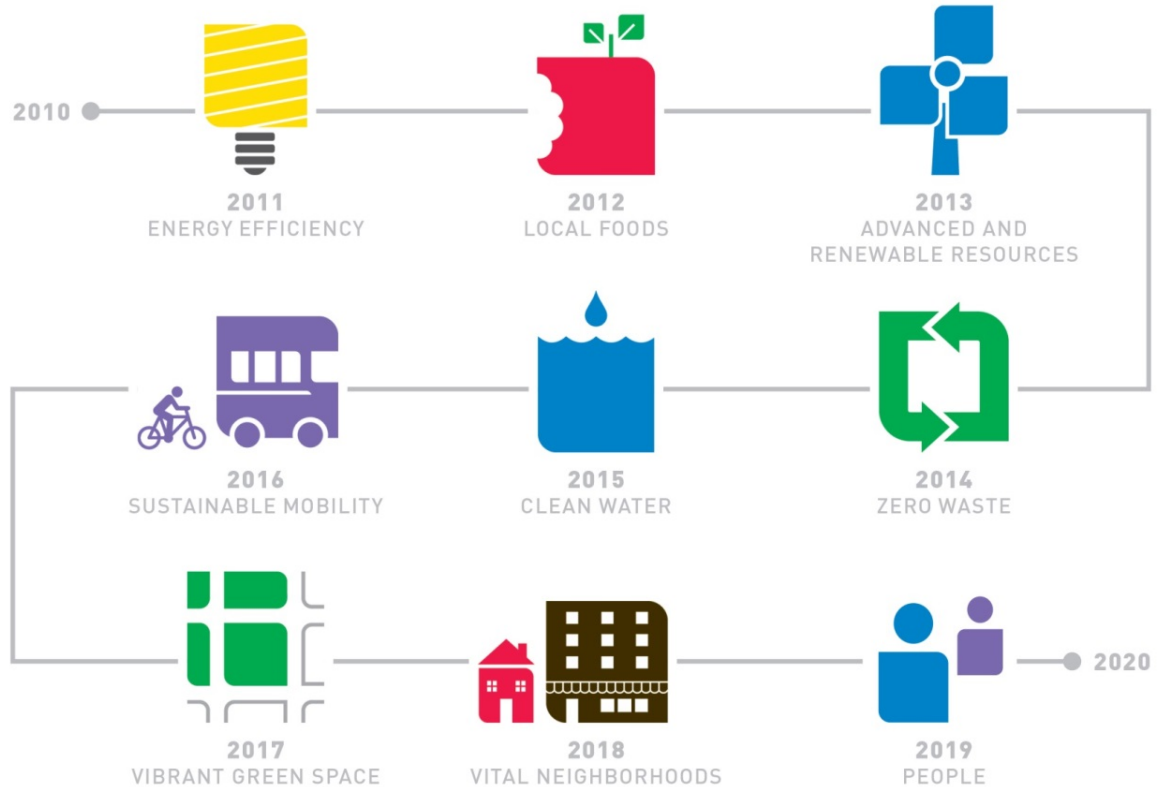 2010
2011
ENERGY EFFICIENCY
2012
LOCAL FOODS
2013
ADVANCED AND
RENEWABLE RESOURCES
2016
SUSTAINABLE MOBILITY
2015
CLEAN WATER
2014
ZERO WASTE
2017
VIBRANT GREEN SPACE
2018
VITAL NEIGHBORHOODS
2019
PEOPLE
2020